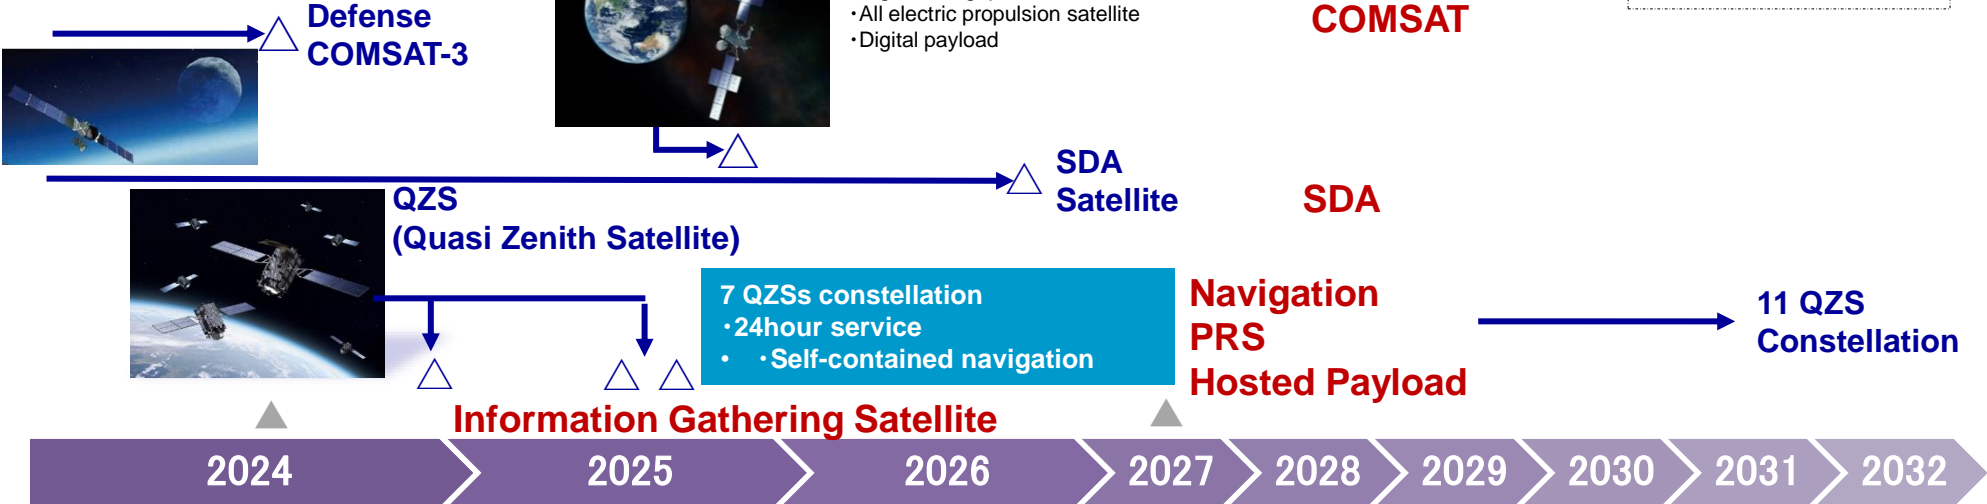 Defense
COMSAT-3
・All electric propulsion satellite
・Digital payload
COMSAT
SDA
Satellite
SDA
QZS
(Quasi Zenith Satellite)
7 QZSs constellation
・24hour service
• ・Self-contained navigation
Navigation
PRS
Hosted Payload
11 QZS
Constellation
Information Gathering Satellite
2024 2025 2026 2027 2028 2029 2030 2031 2032